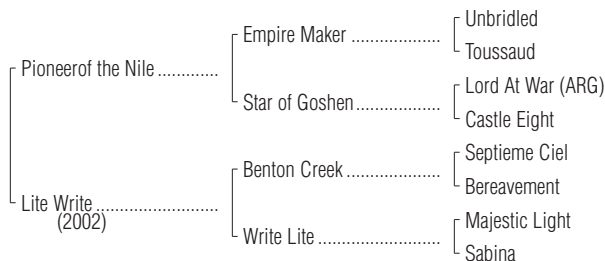 Unbridled
Empire Maker ....................
Toussaud
Pioneerof the Nile .............
Lord At War (ARG)
Star of Goshen ...................
Castle Eight
Septieme Ciel
Benton Creek .....................
Bereavement
Lite Write ..........................
(2002)
Majestic Light
Write Lite ...........................
Sabina